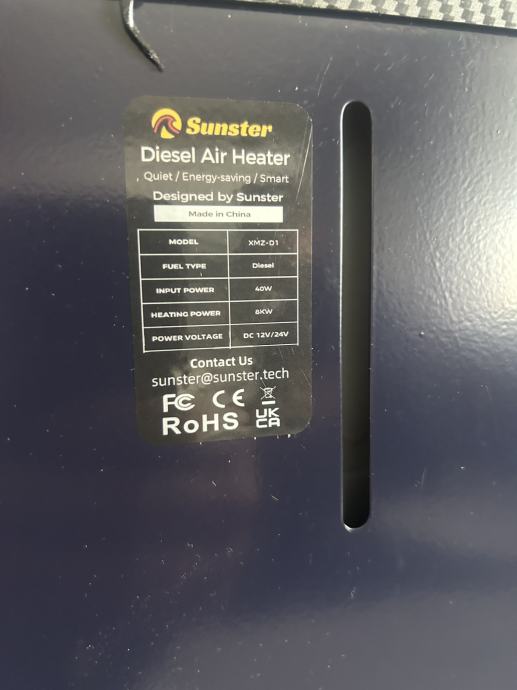 Sunster
Diesel Air Heater
Quiet / Energy-saving / Smart
Designed by Sunster
Made in China
MODEL XMZ-D1
FUEL TYPE Diesel
INPUT POWER 40W
HEATING POWER 8KW
POWER VOLTAGE DC 12V/24V
Contact Us
sunster@sunster.tech
FC CE
RoHS UK
CA